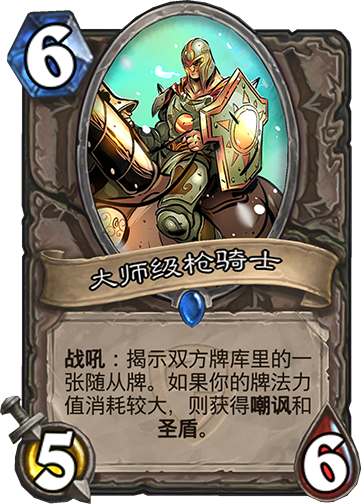 6
大师级枪骑士
战吼：揭示双方牌库里的一
张随从牌。如果你的牌法力
值消耗较大，则获得嘲讽和
圣盾。
5
6